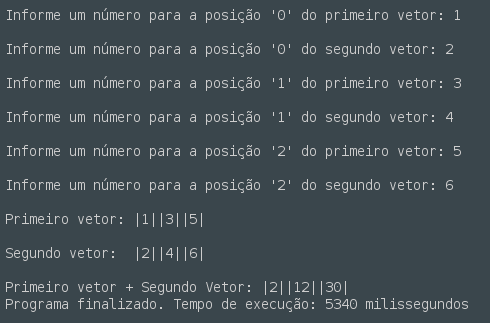 Informe um número para a posição '0' do primeiro vetor: 1
Informe um número para a posição '0' do segundo vetor: 2
Informe um número para a posição '1' do primeiro vetor: 3
Informe um número para a posição '1' do segundo vetor: 4
Informe um número para a posição '2' do primeiro vetor: 5
Informe um número para a posição '2' do segundo vetor: 6
Primeiro vetor: |1||3||5|
Segundo vetor:  |2||4||6|
Primeiro vetor + Segundo Vetor: |2||12||30|
Programa finalizado. Tempo de execução: 5340 milissegundos